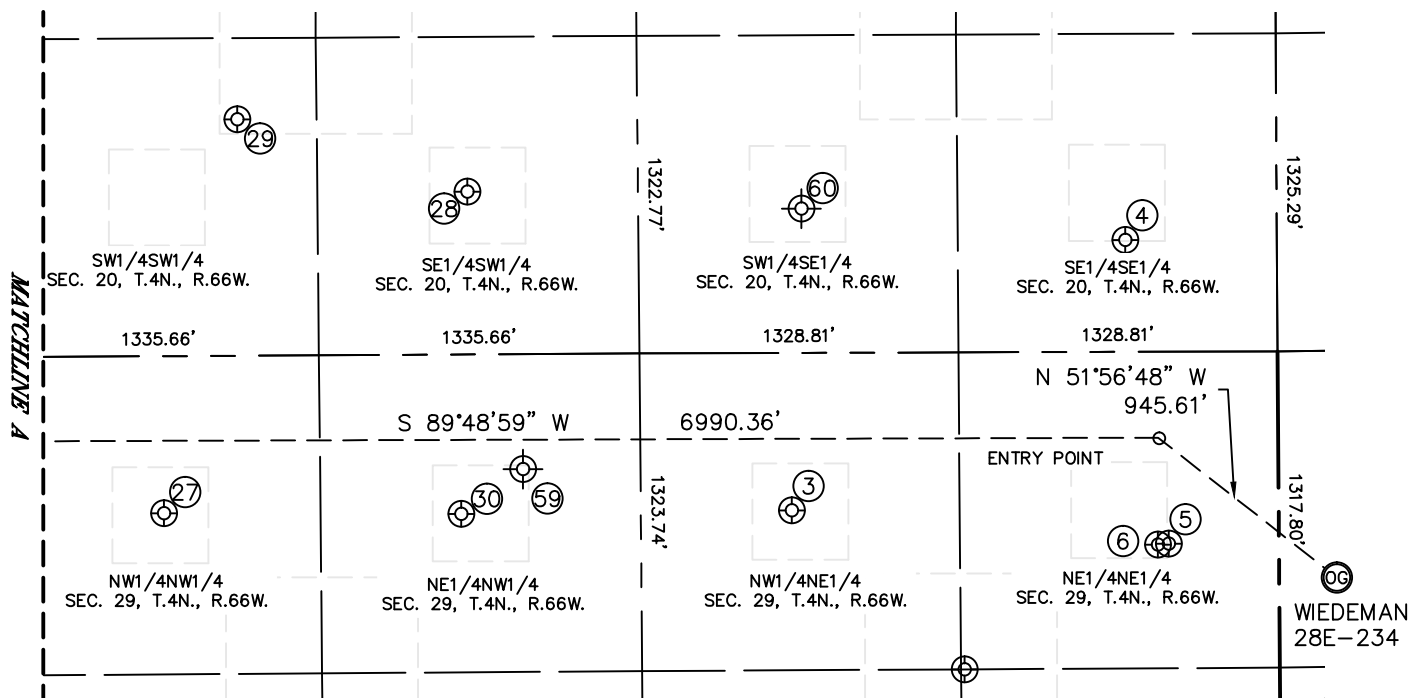 29
28
60
4
1322.77'
1325.29'
SW1/4SW1/4
SEC. 20, T.4N., R.66W.
SE1/4SW1/4
SEC. 20, T.4N., R.66W.
SW1/4SE1/4
SEC. 20, T.4N., R.66W.
SE1/4SE1/4
SEC. 20, T.4N., R.66W.
MATCHLINE A
1335.66'
1335.66'
1328.81'
1328.81'
N 51°56'48" W
945.61'
S 89°48'59" W
6990.36'
ENTRY POINT
27
30
59
3
1323.74'
6
5
1317.80'
NW1/4NW1/4
SEC. 29, T.4N., R.66W.
NE1/4NW1/4
SEC. 29, T.4N., R.66W.
NW1/4NE1/4
SEC. 29, T.4N., R.66W.
NE1/4NE1/4
SEC. 29, T.4N., R.66W.
OG
WIEDEMAN
28E-234